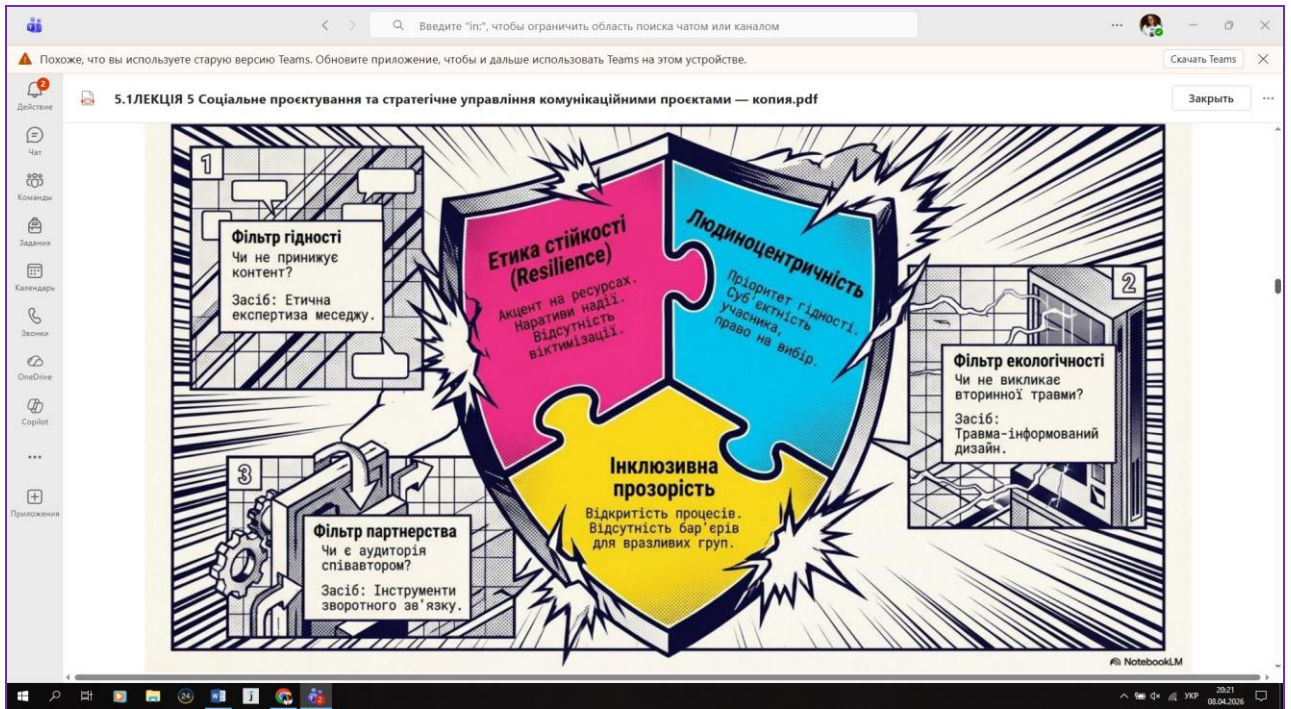 Введите "in:", чтобы ограничить область поиска чатом или каналом
Похоже, что вы используете старую версию Teams. Обновите приложение, чтобы и дальше использовать Teams на этом устройстве.
Скачать Teams
2
Действие
Чат
Команды
Задания
Календарь
Звонки
OneDrive
Copilot
Приложения
5.1ЛЕКЦІЯ 5 Соціальне проєктування та стратегічне управління комунікаційними проєктами — копия.pdf
Закрыть
1
Фільтр гідності
Чи не принижує
контент?
Засіб: Етична
експертиза меседжу.
Етика стійкості
(Resilience)
Акцент на ресурсах.
Наративи надії.
Відсутність
віктимізації.
Людиноцентричність
Пріоритет гідності.
Суб'єктність
учасника,
право на вибір.
2
Фільтр екологічності
Чи не викликає
вторинної травми?
Засіб:
Травма-інформований
дизайн.
3
Фільтр партнерства
Чи є аудиторія
співавтором?
Засіб: Інструменти
зворотного зв'язку.
Інклюзивна
прозорість
Відкритість процесів.
Відсутність бар'єрів
для вразливих груп.
NotebookLM
24
УКР
20:21
08.04.2026